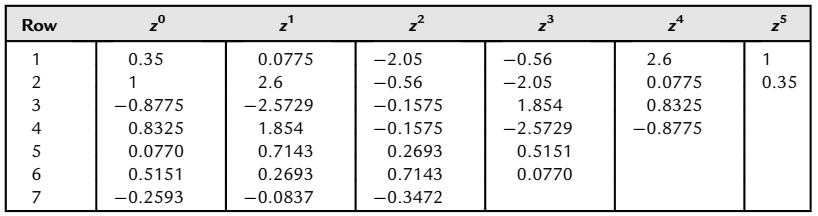 Row z⁰ z¹ z² z³ z⁴ z⁵
1 0.35 0.0775 −2.05 −0.56 2.6 1
2 1 2.6 −0.56 −2.05 0.0775 0.35
3 −0.8775 −2.5729 −0.1575 1.854 0.8325
4 0.8325 1.854 −0.1575 −2.5729 −0.8775
5 0.0770 0.7143 0.2693 0.5151
6 0.5151 0.2693 0.7143 0.0770
7 −0.2593 −0.0837 −0.3472